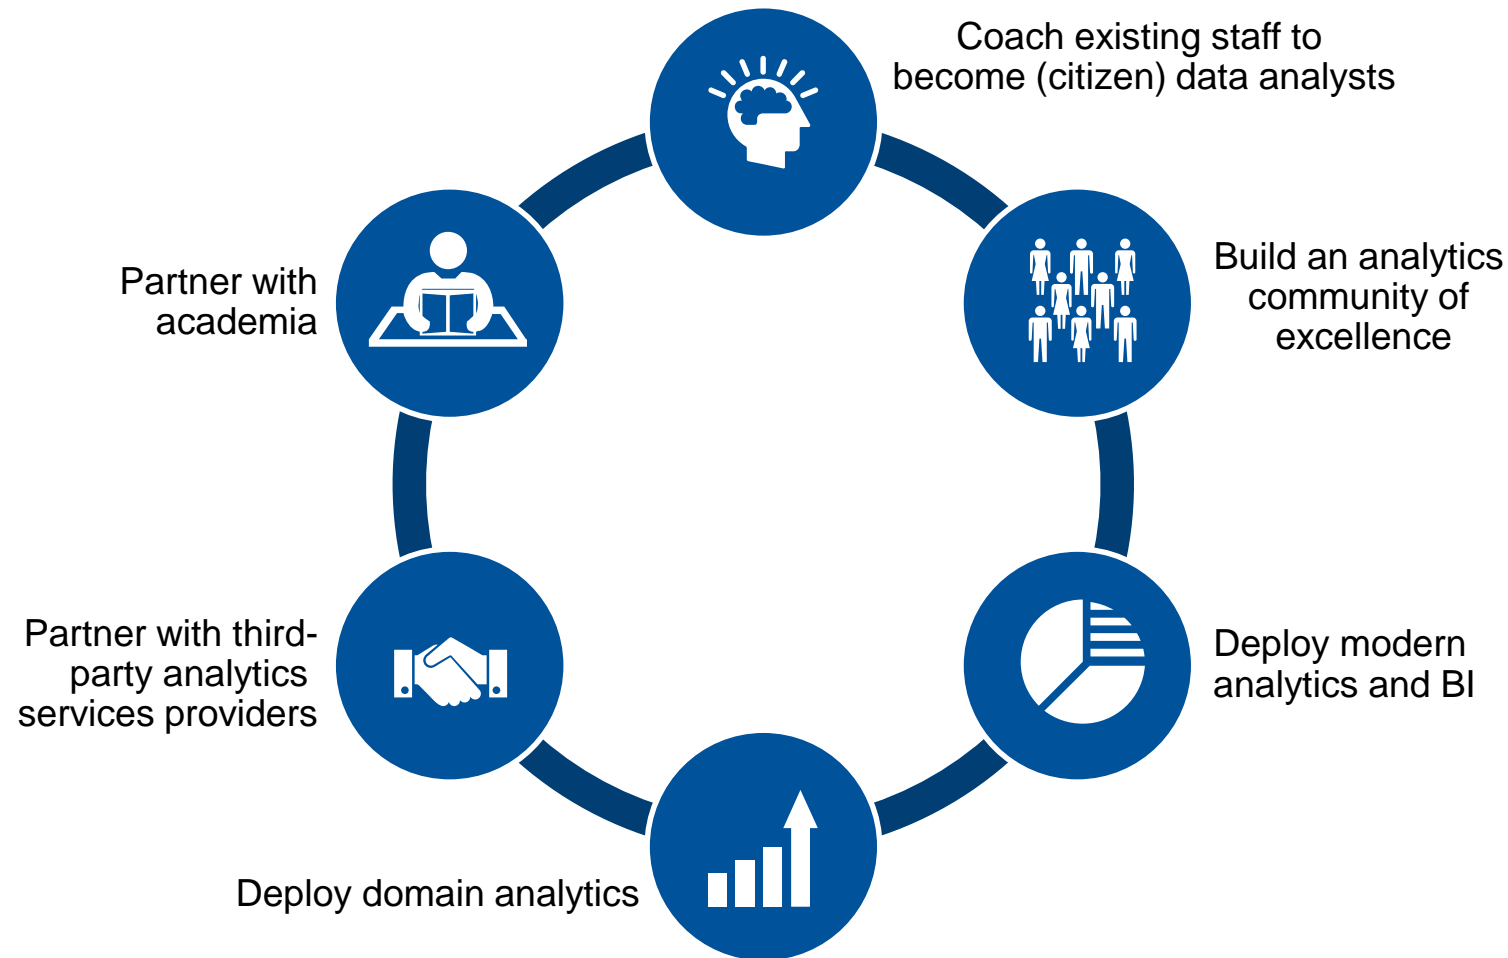 Coach existing staff to
become (citizen) data analysts
Build an analytics
community of
excellence
Deploy modern
analytics and BI
Deploy domain analytics
Partner with third-
party analytics
services providers
Partner with
academia